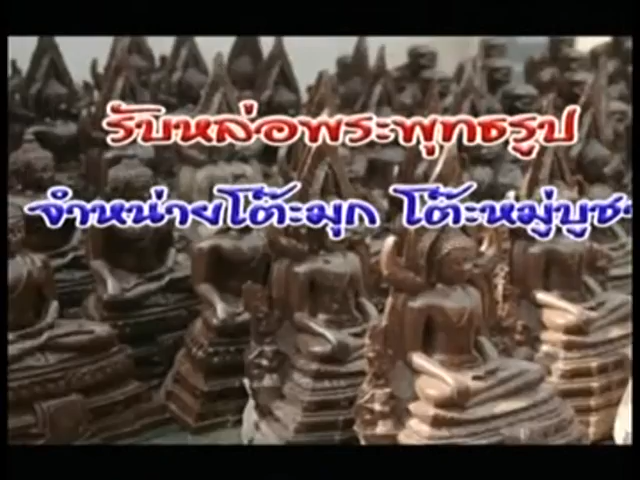 รับหล่อพระพุทธรูป
จำหน่ายโต๊ะมุก โต๊ะหมู่บูชา